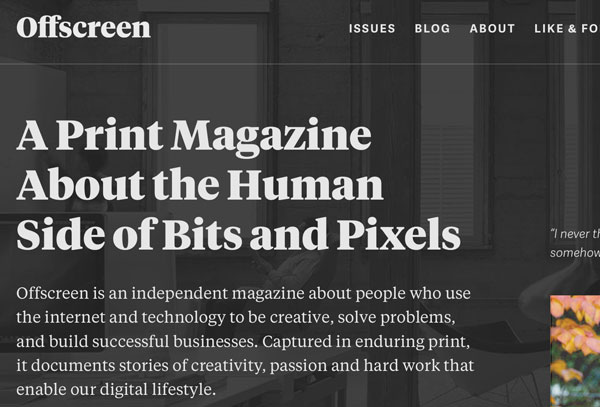 Offscreen
ISSUES BLOG ABOUT LIKE & FO
A Print Magazine
About the Human
Side of Bits and Pixels
“I never th
somehow
Offscreen is an independent magazine about people who use
the internet and technology to be creative, solve problems,
and build successful businesses. Captured in enduring print,
it documents stories of creativity, passion and hard work that
enable our digital lifestyle.